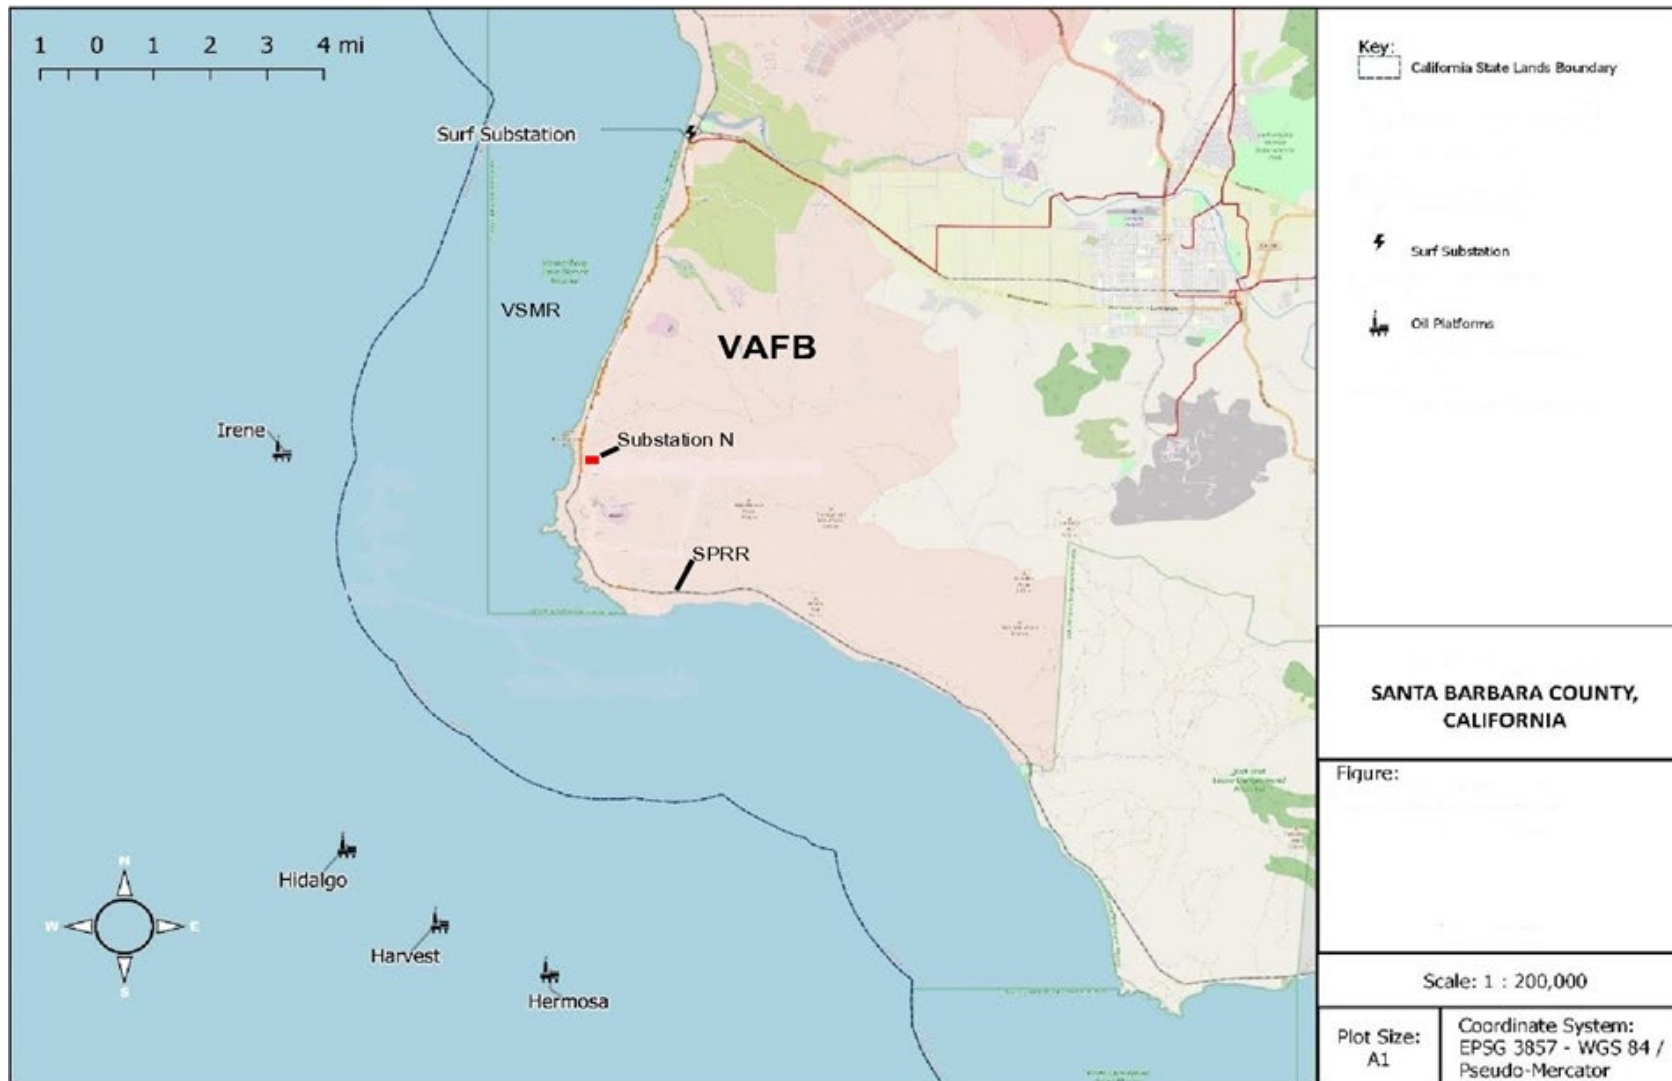 1 0 1 2 3 4 mi
Surf Substation
VSMR
VAFB
Irene
Substation N
SPRR
Hidalgo
Harvest
Hermosa
N
W E
S
Key:
California State Lands Boundary
Surf Substation
Oil Platforms
SANTA BARBARA COUNTY,
CALIFORNIA
Figure:
Scale: 1 : 200,000
Plot Size:
A1
Coordinate System:
EPSG 3857 - WGS 84 /
Pseudo-Mercator